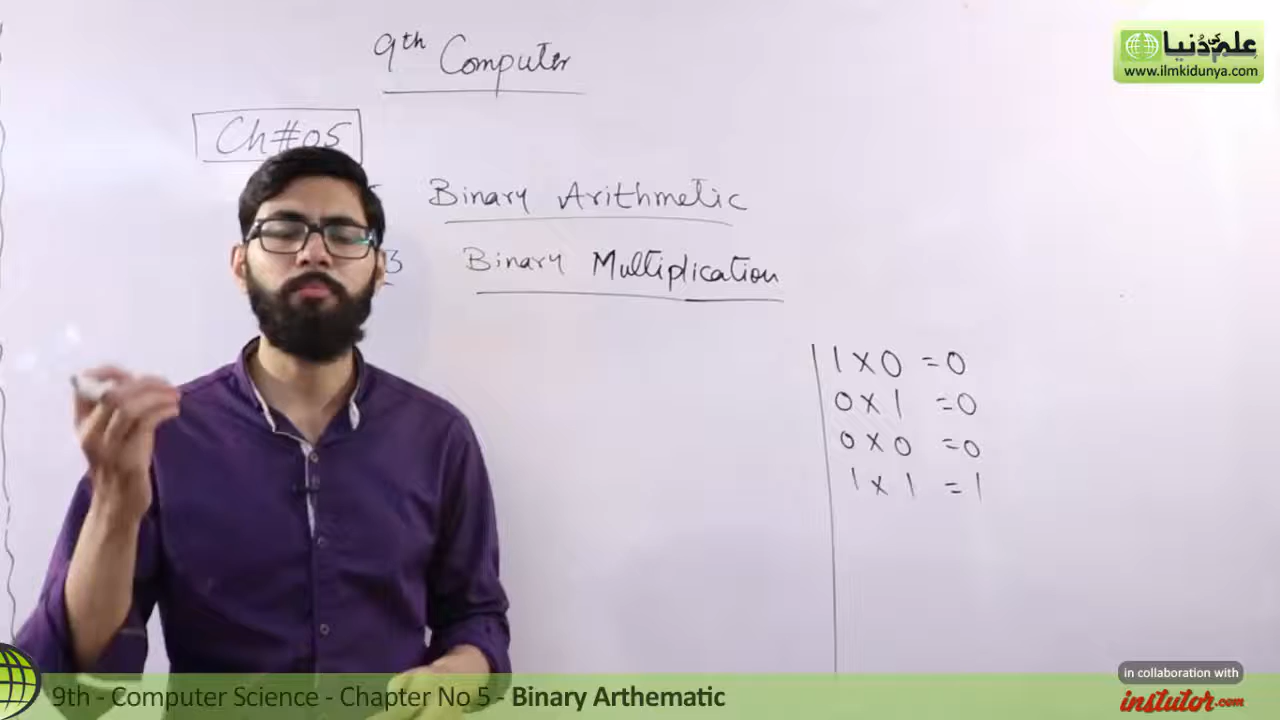 9th Computer
Ch#05
Binary Arithmetic
3 Binary Multiplication
1 × 0 = 0
0 × 1 = 0
0 × 0 = 0
1 × 1 = 1
علم کی دُنیا
www.ilmkidunya.com
9th - Computer Science - Chapter No 5 - Binary Arthematic
in collaboration with
instutor.com